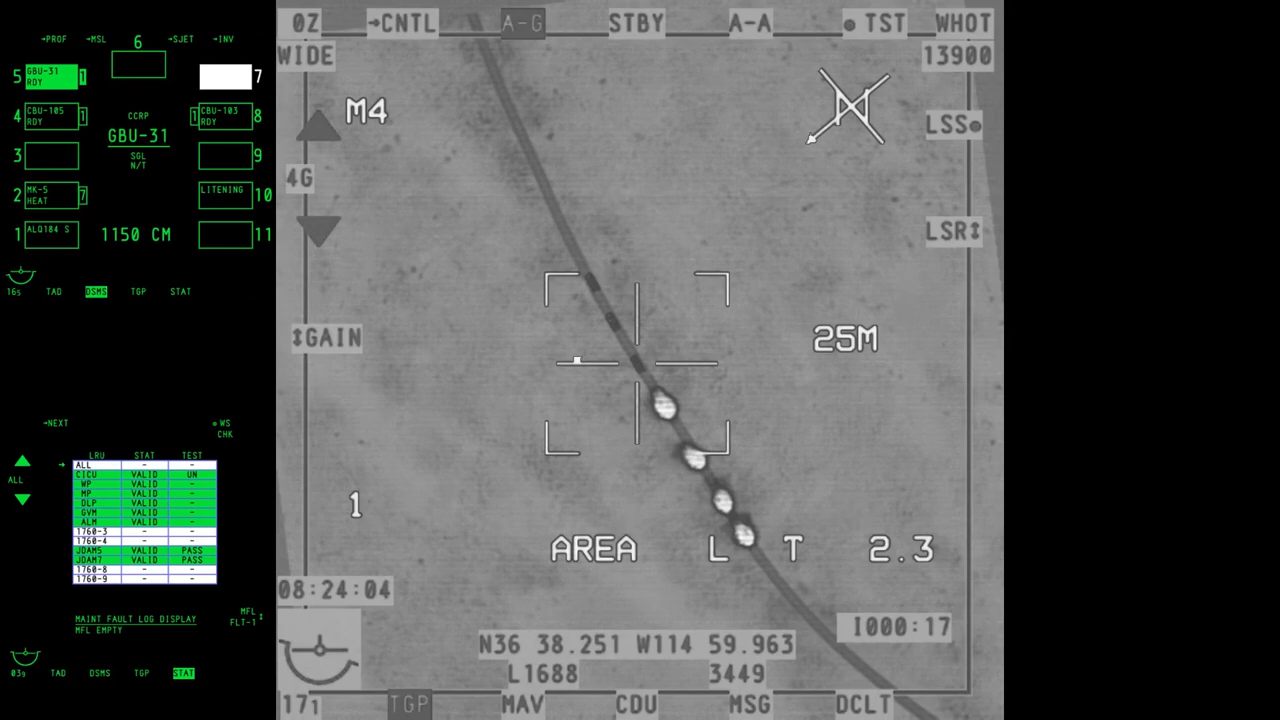 →PROF →MSL 6 →SJET →INV
5 GBU-31 RDY 1 7
4 CBU-105 RDY 1 1 CBU-103 RDY 8
CCRP
GBU-31
SGL
N/T
3 9
2 MK-5 HEAT 7 LITENING 10
1 ALQ184 S 1150 CM 11
16s TAD DSMS TGP STAT
→NEXT ●WS
CHK
LRU STAT TEST
→ ALL - -
ALL
CICU VALID UN
WP VALID -
MP VALID -
DLP VALID -
GVM VALID -
ALM VALID -
1760-3 - -
1760-4 - -
JDAM5 VALID PASS
JDAM7 VALID PASS
1760-8 - -
1760-9 - -
MAINT FAULT LOG DISPLAY
MFL EMPTY
MFL
FLT-1
TAD DSMS TGP STAT
0Z →CNTL A-G STBY A-A ●TST WHOT
WIDE 13900
M4
LSS●
4G
LSR↕
↕GAIN 25M
1
AREA L T 2.3
08:24:04
I000:17
N36 38.251 W114 59.963
L1688 3449
171 TGP MAV CDU MSG DCLT